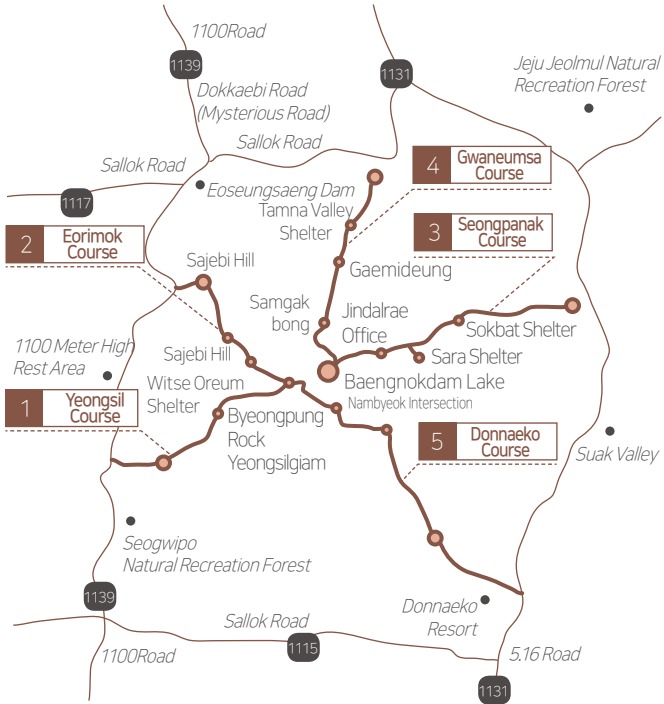 1100Road
1139
1131
Jeju Jeolmul Natural
Recreation Forest
Dokkaebi Road
(Mysterious Road)
Sallok Road
Sallok Road
1117
Eoseungsaeng Dam
4
Gwaneumsa
Course
Tamna Valley
Shelter
3
Seongpanak
Course
2
Eorimok
Course
Sajebi Hill
Gaemideung
Samgak
bong
Jindalrae
Office
Sokbat Shelter
1100 Meter High
Rest Area
Sajebi Hill
Sara Shelter
Witse Oreum
Shelter
Baengnokdam Lake
Nambyeok Intersection
1
Yeongsil
Course
Byeongpung
Rock
Yeongsilgiam
5
Donnaeko
Course
Suak Valley
Seogwipo
Natural Recreation Forest
1139
Donnaeko
Resort
Sallok Road
1115
1100Road
5.16 Road
1131